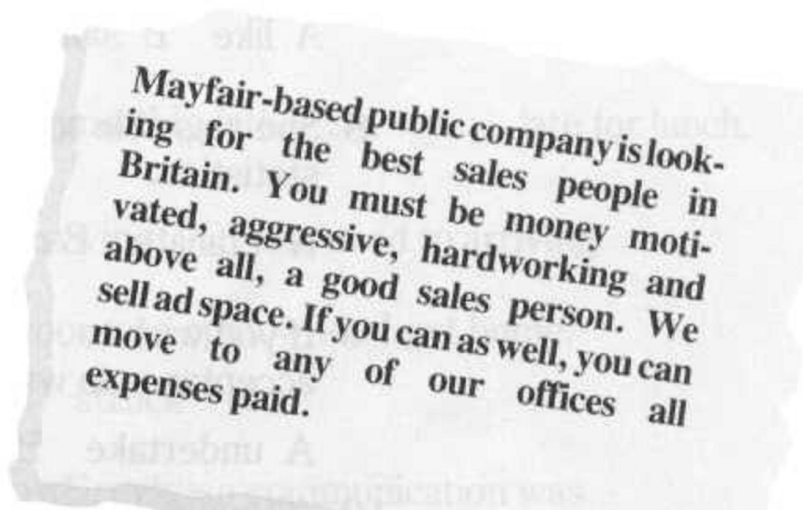 Mayfair-based public company is look-
ing for the best sales people in
Britain. You must be money moti-
vated, aggressive, hardworking and
above all, a good sales person. We
sell ad space. If you can as well, you can
move to any of our offices all
expenses paid.